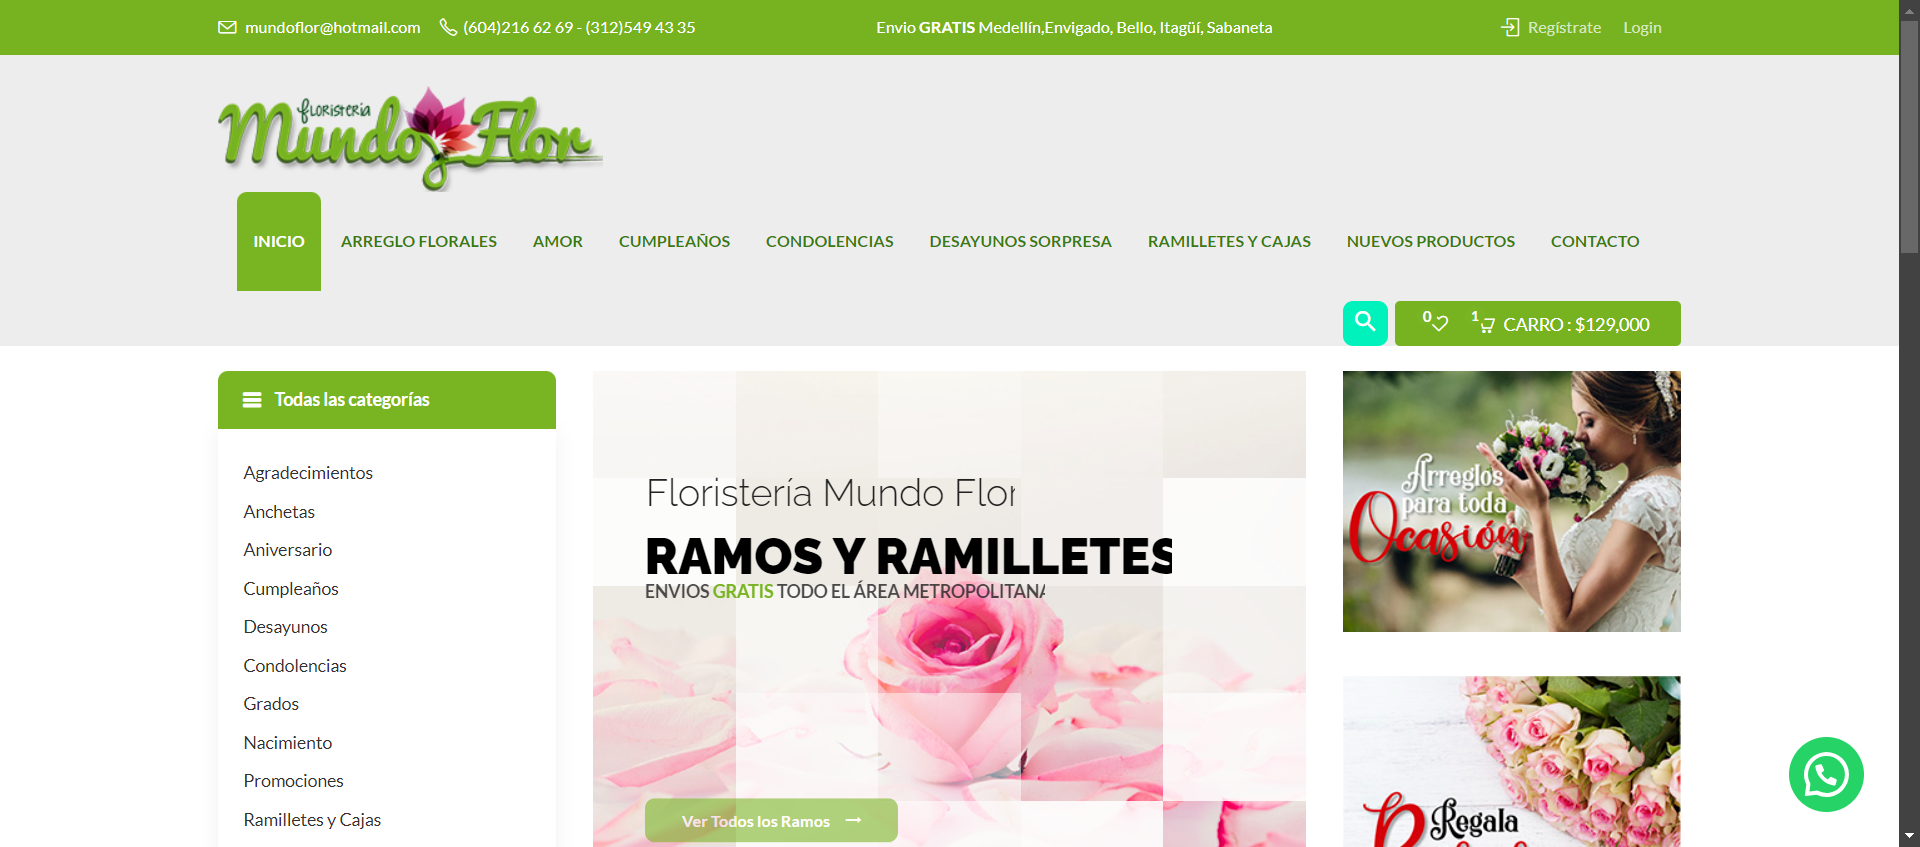 mundoflor@hotmail.com (604)216 62 69 - (312)549 43 35 Envio GRATIS Medellín,Envigado, Bello, Itagüí, Sabaneta Regístrate Login
FLORISTERÍA
Mundo Flor
INICIO ARREGLO FLORALES AMOR CUMPLEAÑOS CONDOLENCIAS DESAYUNOS SORPRESA RAMILLETES Y CAJAS NUEVOS PRODUCTOS CONTACTO
0 1 CARRO : $129,000
Todas las categorías
Agradecimientos
Anchetas
Aniversario
Cumpleaños
Desayunos
Condolencias
Grados
Nacimiento
Promociones
Ramilletes y Cajas
Floristería Mundo Flor
RAMOS Y RAMILLETES
ENVIOS GRATIS TODO EL ÁREA METROPOLITANA
Ver Todos los Ramos
Arreglos
para toda
Ocasión
Regala